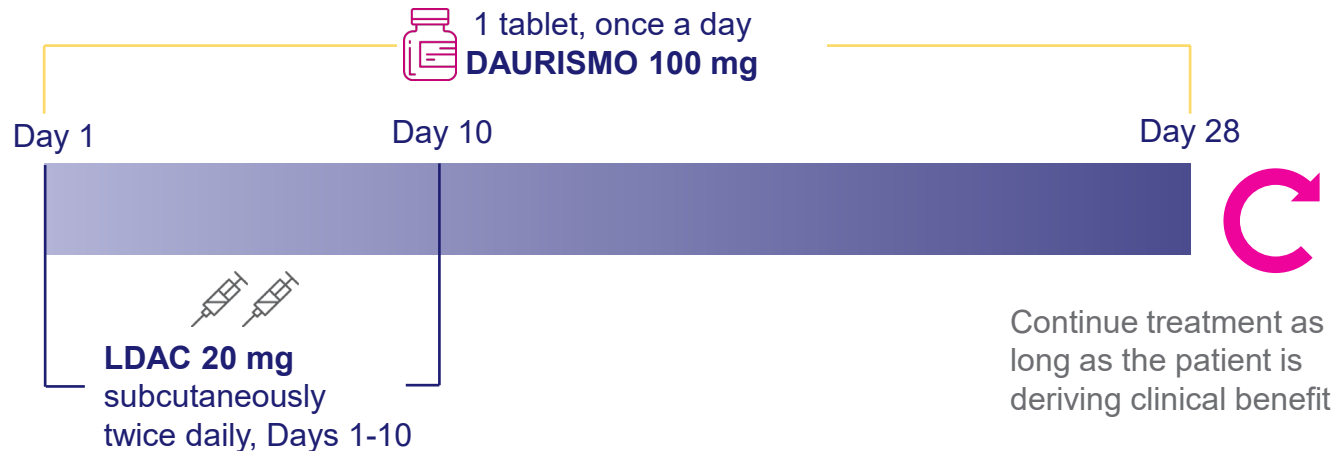 1 tablet, once a day
DAURISMO 100 mg
Day 1
Day 10
Day 28
LDAC 20 mg
subcutaneously
twice daily, Days 1-10
Continue treatment as
long as the patient is
deriving clinical benefit